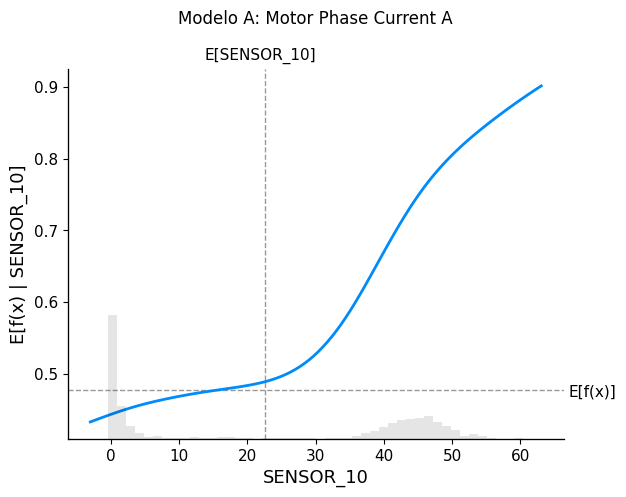 Modelo A: Motor Phase Current A
E[SENSOR_10]
0.9
0.8
0.7
0.6
0.5
E[f(x) | SENSOR_10]
E[f(x)]
0
10
20
30
40
50
60
SENSOR_10